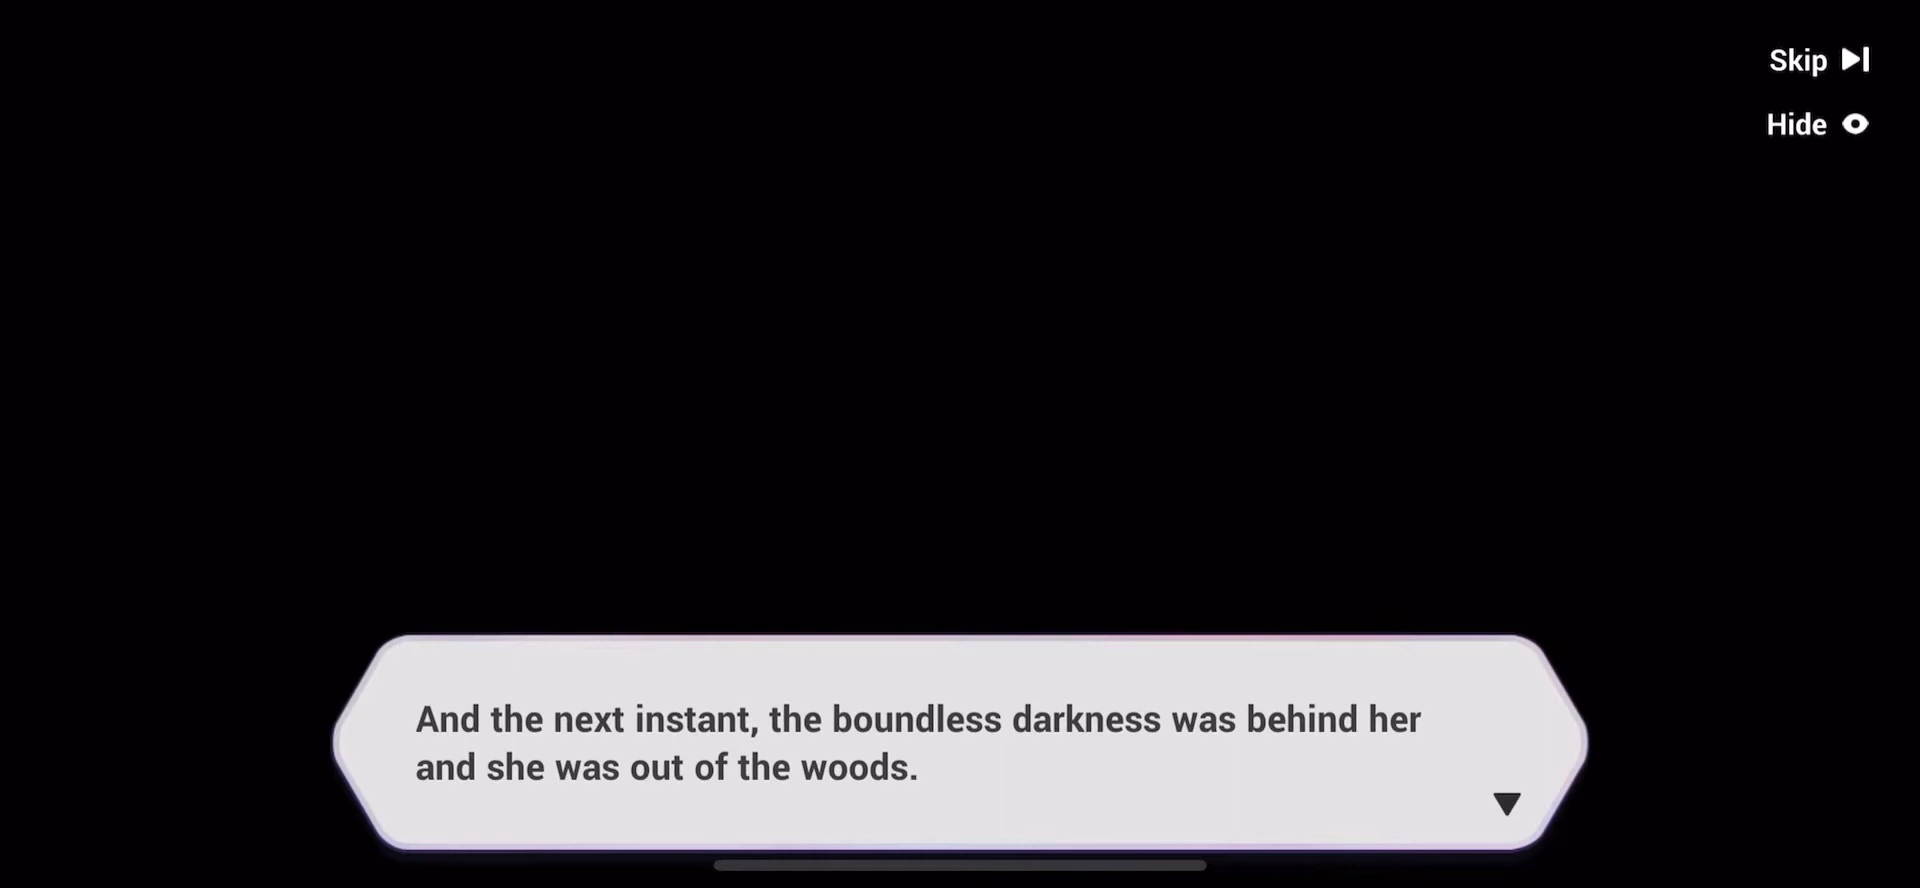 Skip
Hide
And the next instant, the boundless darkness was behind her
and she was out of the woods.